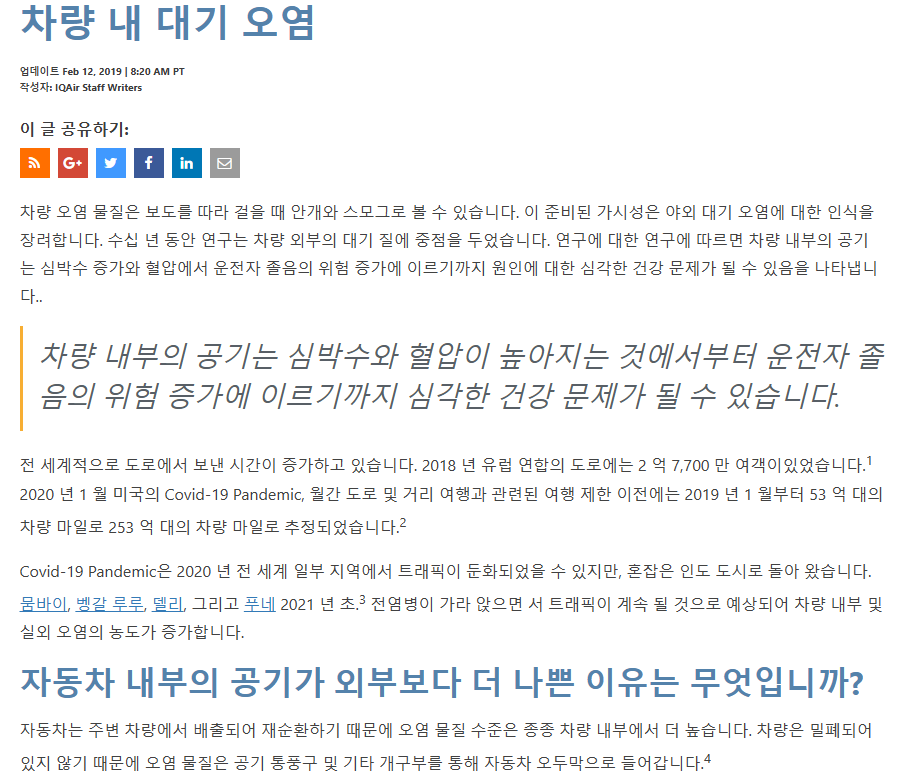 차량 내 대기 오염
업데이트 Feb 12, 2019 | 8:20 AM PT
작성자: IQAir Staff Writers
이 글 공유하기:
차량 오염 물질은 보도를 따라 걸을 때 안개와 스모그로 볼 수 있습니다. 이 준비된 가시성은 야외 대기 오염에 대한 인식을
장려합니다. 수십 년 동안 연구는 차량 외부의 대기 질에 중점을 두었습니다. 연구에 대한 연구에 따르면 차량 내부의 공기
는 심박수 증가와 혈압에서 운전자 졸음의 위험 증가에 이르기까지 원인에 대한 심각한 건강 문제가 될 수 있음을 나타냅니
다..
차량 내부의 공기는 심박수와 혈압이 높아지는 것에서부터 운전자 졸
음의 위험 증가에 이르기까지 심각한 건강 문제가 될 수 있습니다.
전 세계적으로 도로에서 보낸 시간이 증가하고 있습니다. 2018 년 유럽 연합의 도로에는 2 억 7,700 만 여객이있었습니다.1
2020 년 1 월 미국의 Covid-19 Pandemic, 월간 도로 및 거리 여행과 관련된 여행 제한 이전에는 2019 년 1 월부터 53 억 대의
차량 마일로 253 억 대의 차량 마일로 추정되었습니다.2
Covid-19 Pandemic은 2020 년 전 세계 일부 지역에서 트래픽이 둔화되었을 수 있지만, 혼잡은 인도 도시로 돌아 왔습니다.
뭄바이, 벵갈 루루, 델리, 그리고 푸네 2021 년 초.3 전염병이 가라 앉으면 서 트래픽이 계속 될 것으로 예상되어 차량 내부 및
실외 오염의 농도가 증가합니다.
자동차 내부의 공기가 외부보다 더 나쁜 이유는 무엇입니까?
자동차는 주변 차량에서 배출되어 재순환하기 때문에 오염 물질 수준은 종종 차량 내부에서 더 높습니다. 차량은 밀폐되어
있지 않기 때문에 오염 물질은 공기 통풍구 및 기타 개구부를 통해 자동차 오두막으로 들어갑니다.4